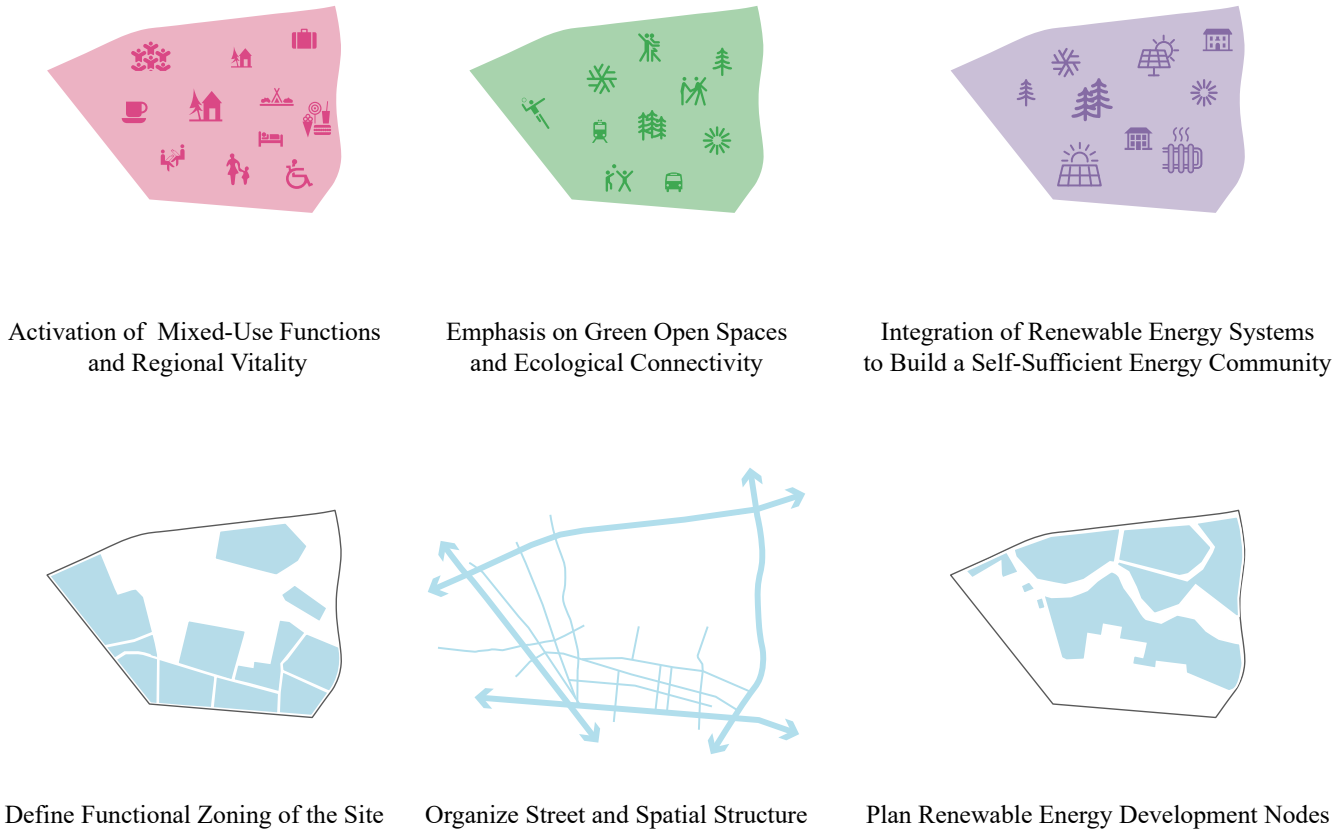 Activation of  Mixed-Use Functions
and Regional Vitality
Emphasis on Green Open Spaces
and Ecological Connectivity
Integration of Renewable Energy Systems
to Build a Self-Sufficient Energy Community
Define Functional Zoning of the Site
Organize Street and Spatial Structure
Plan Renewable Energy Development Nodes